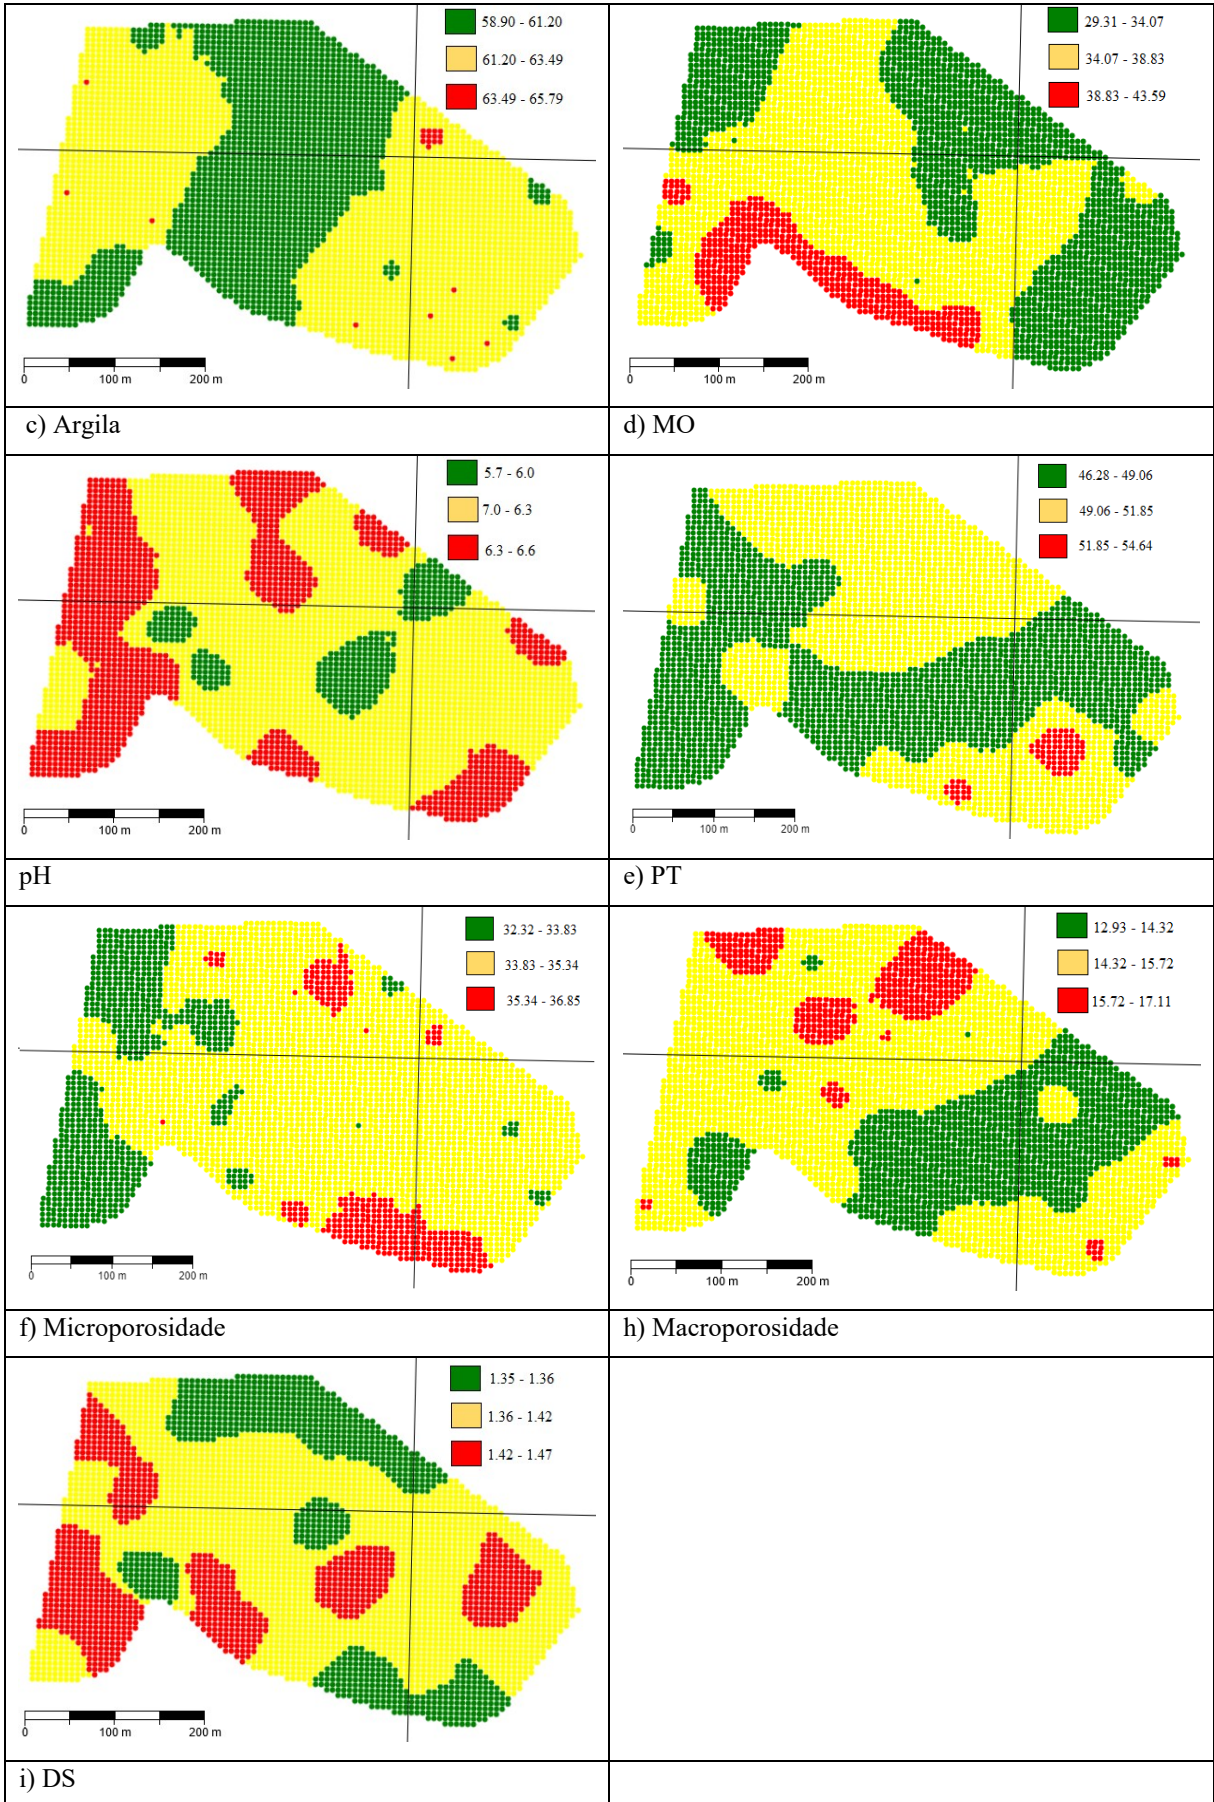 58.90 - 61.20
61.20 - 63.49
63.49 - 65.79
0 100 m 200 m
29.31 - 34.07
34.07 - 38.83
38.83 - 43.59
0 100 m 200 m
c) Argila
d) MO
5.7 - 6.0
7.0 - 6.3
6.3 - 6.6
0 100 m 200 m
46.28 - 49.06
49.06 - 51.85
51.85 - 54.64
0 100 m 200 m
pH
e) PT
32.32 - 33.83
33.83 - 35.34
35.34 - 36.85
0 100 m 200 m
12.93 - 14.32
14.32 - 15.72
15.72 - 17.11
0 100 m 200 m
f) Microporosidade
h) Macroporosidade
1.35 - 1.36
1.36 - 1.42
1.42 - 1.47
0 100 m 200 m
i) DS